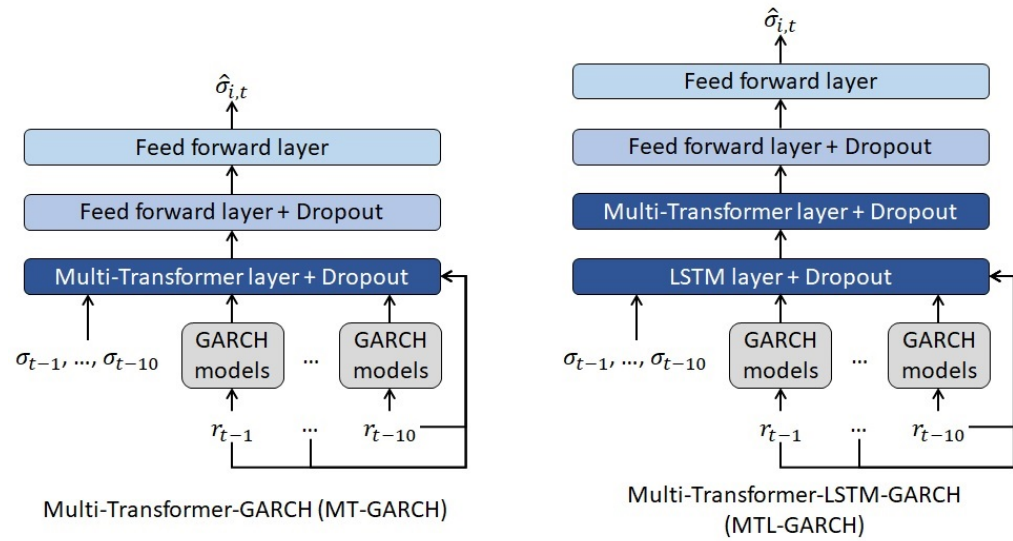 σ̂i,t
Feed forward layer
Feed forward layer + Dropout
Multi-Transformer layer + Dropout
GARCH models ... GARCH models
σt−1, ..., σt−10
rt−1 ... rt−10
Multi-Transformer-GARCH (MT-GARCH)
σ̂i,t
Feed forward layer
Feed forward layer + Dropout
Multi-Transformer layer + Dropout
LSTM layer + Dropout
GARCH models ... GARCH models
σt−1, ..., σt−10
rt−1 ... rt−10
Multi-Transformer-LSTM-GARCH
(MTL-GARCH)